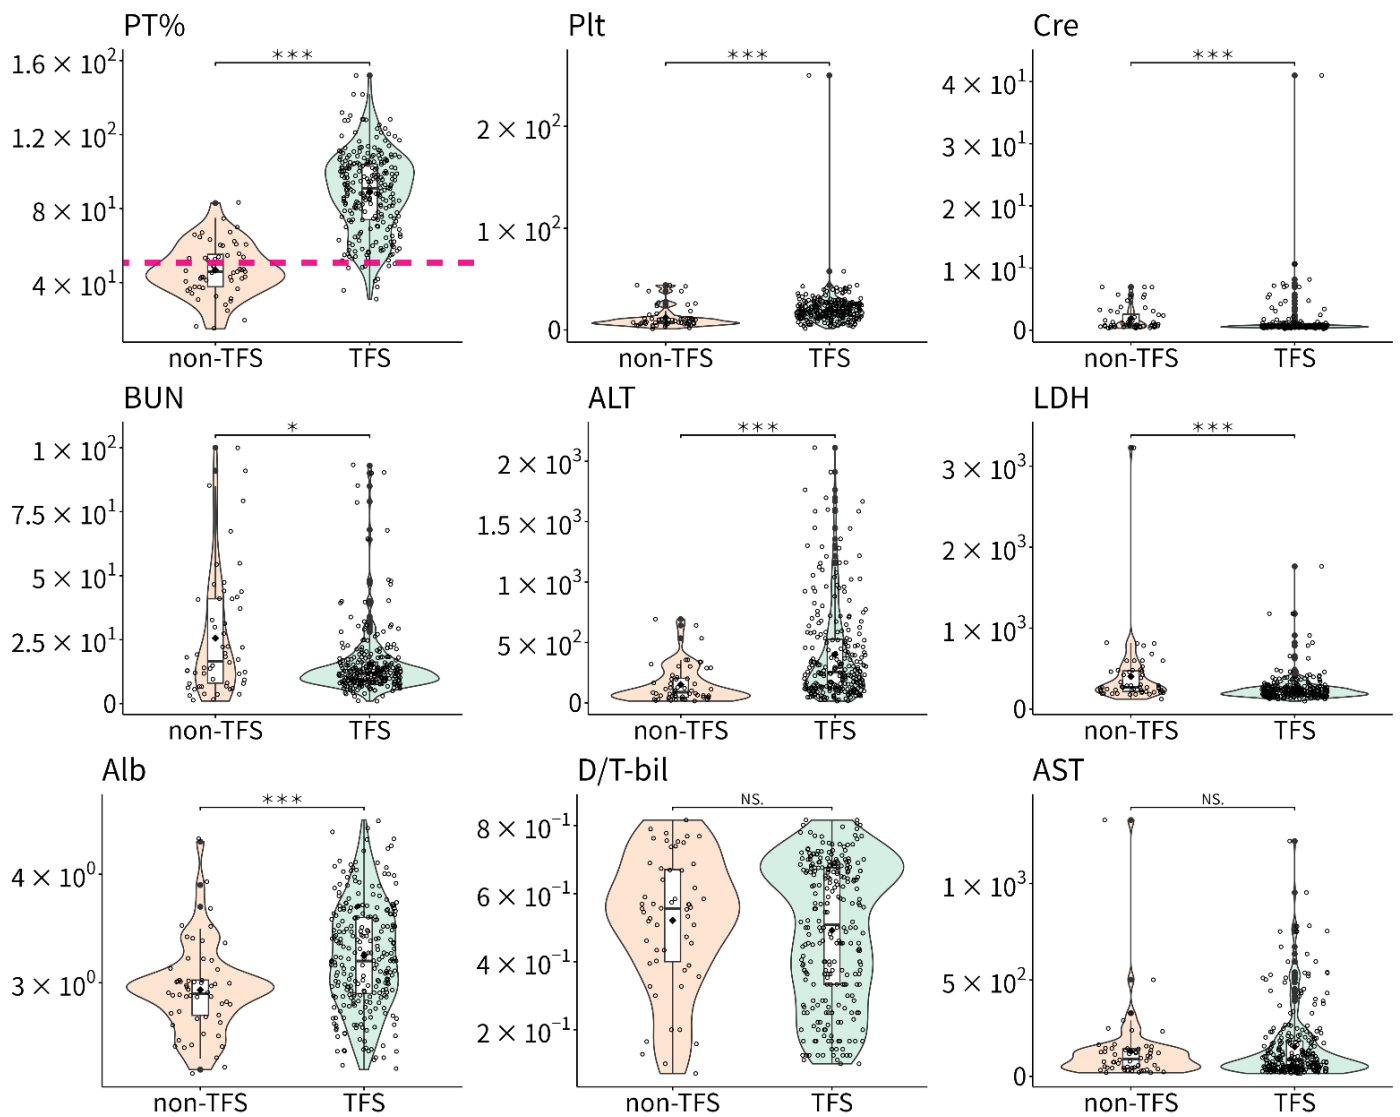 PT%
1.6 × 10²
1.2 × 10²
8 × 10¹
4 × 10¹
***
non-TFS TFS
Plt
2 × 10²
1 × 10²
0
***
non-TFS TFS
Cre
4 × 10¹
3 × 10¹
2 × 10¹
1 × 10¹
0
***
non-TFS TFS
BUN
1 × 10²
7.5 × 10¹
5 × 10¹
2.5 × 10¹
0
*
non-TFS TFS
ALT
2 × 10³
1.5 × 10³
1 × 10³
5 × 10²
0
***
non-TFS TFS
LDH
3 × 10³
2 × 10³
1 × 10³
0
***
non-TFS TFS
Alb
4 × 10⁰
3 × 10⁰
***
non-TFS TFS
D/T-bil
8 × 10⁻¹
6 × 10⁻¹
4 × 10⁻¹
2 × 10⁻¹
NS.
non-TFS TFS
AST
1 × 10³
5 × 10²
0
NS.
non-TFS TFS